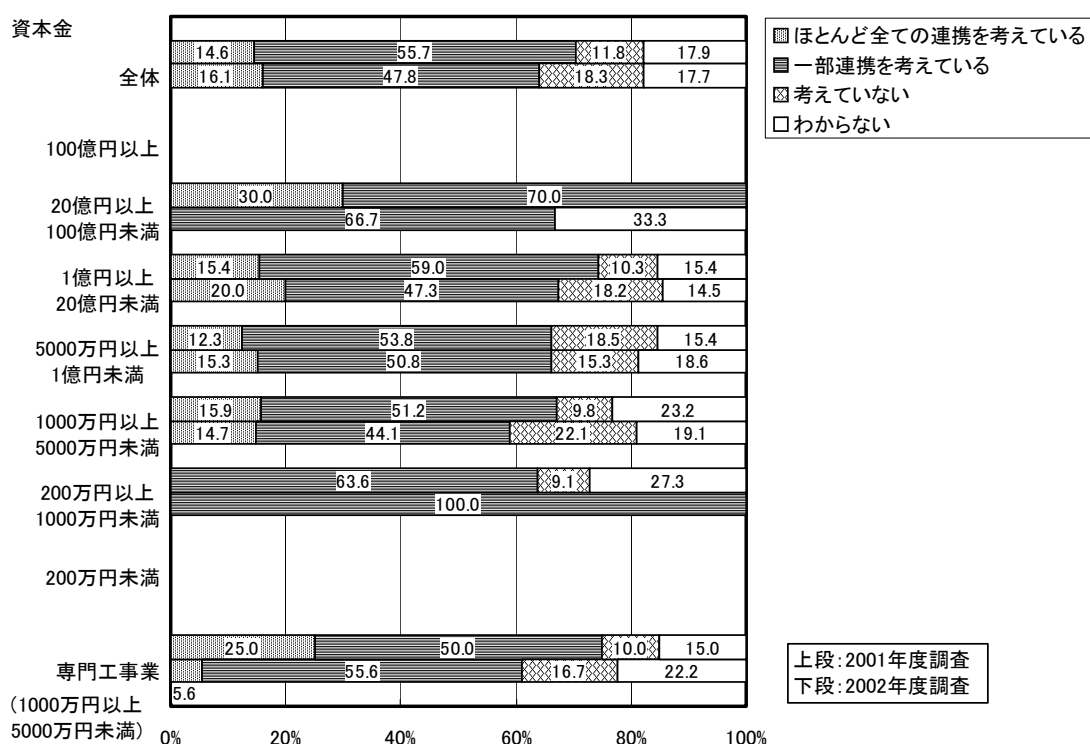 資本金
ほとんど全ての連携を考えている
一部連携を考えている
考えていない
わからない
14.6 55.7 11.8 17.9
全体
16.1 47.8 18.3 17.7
100億円以上
30.0 70.0
20億円以上
100億円未満
66.7 33.3
15.4 59.0 10.3 15.4
1億円以上
20億円未満
20.0 47.3 18.2 14.5
12.3 53.8 18.5 15.4
5000万円以上
1億円未満
15.3 50.8 15.3 18.6
15.9 51.2 9.8 23.2
1000万円以上
5000万円未満
14.7 44.1 22.1 19.1
63.6 9.1 27.3
200万円以上
1000万円未満
100.0
200万円未満
25.0 50.0 10.0 15.0
専門工事業
55.6 16.7 22.2
5.6
(1000万円以上
5000万円未満)
上段:2001年度調査
下段:2002年度調査
0% 20% 40% 60% 80% 100%